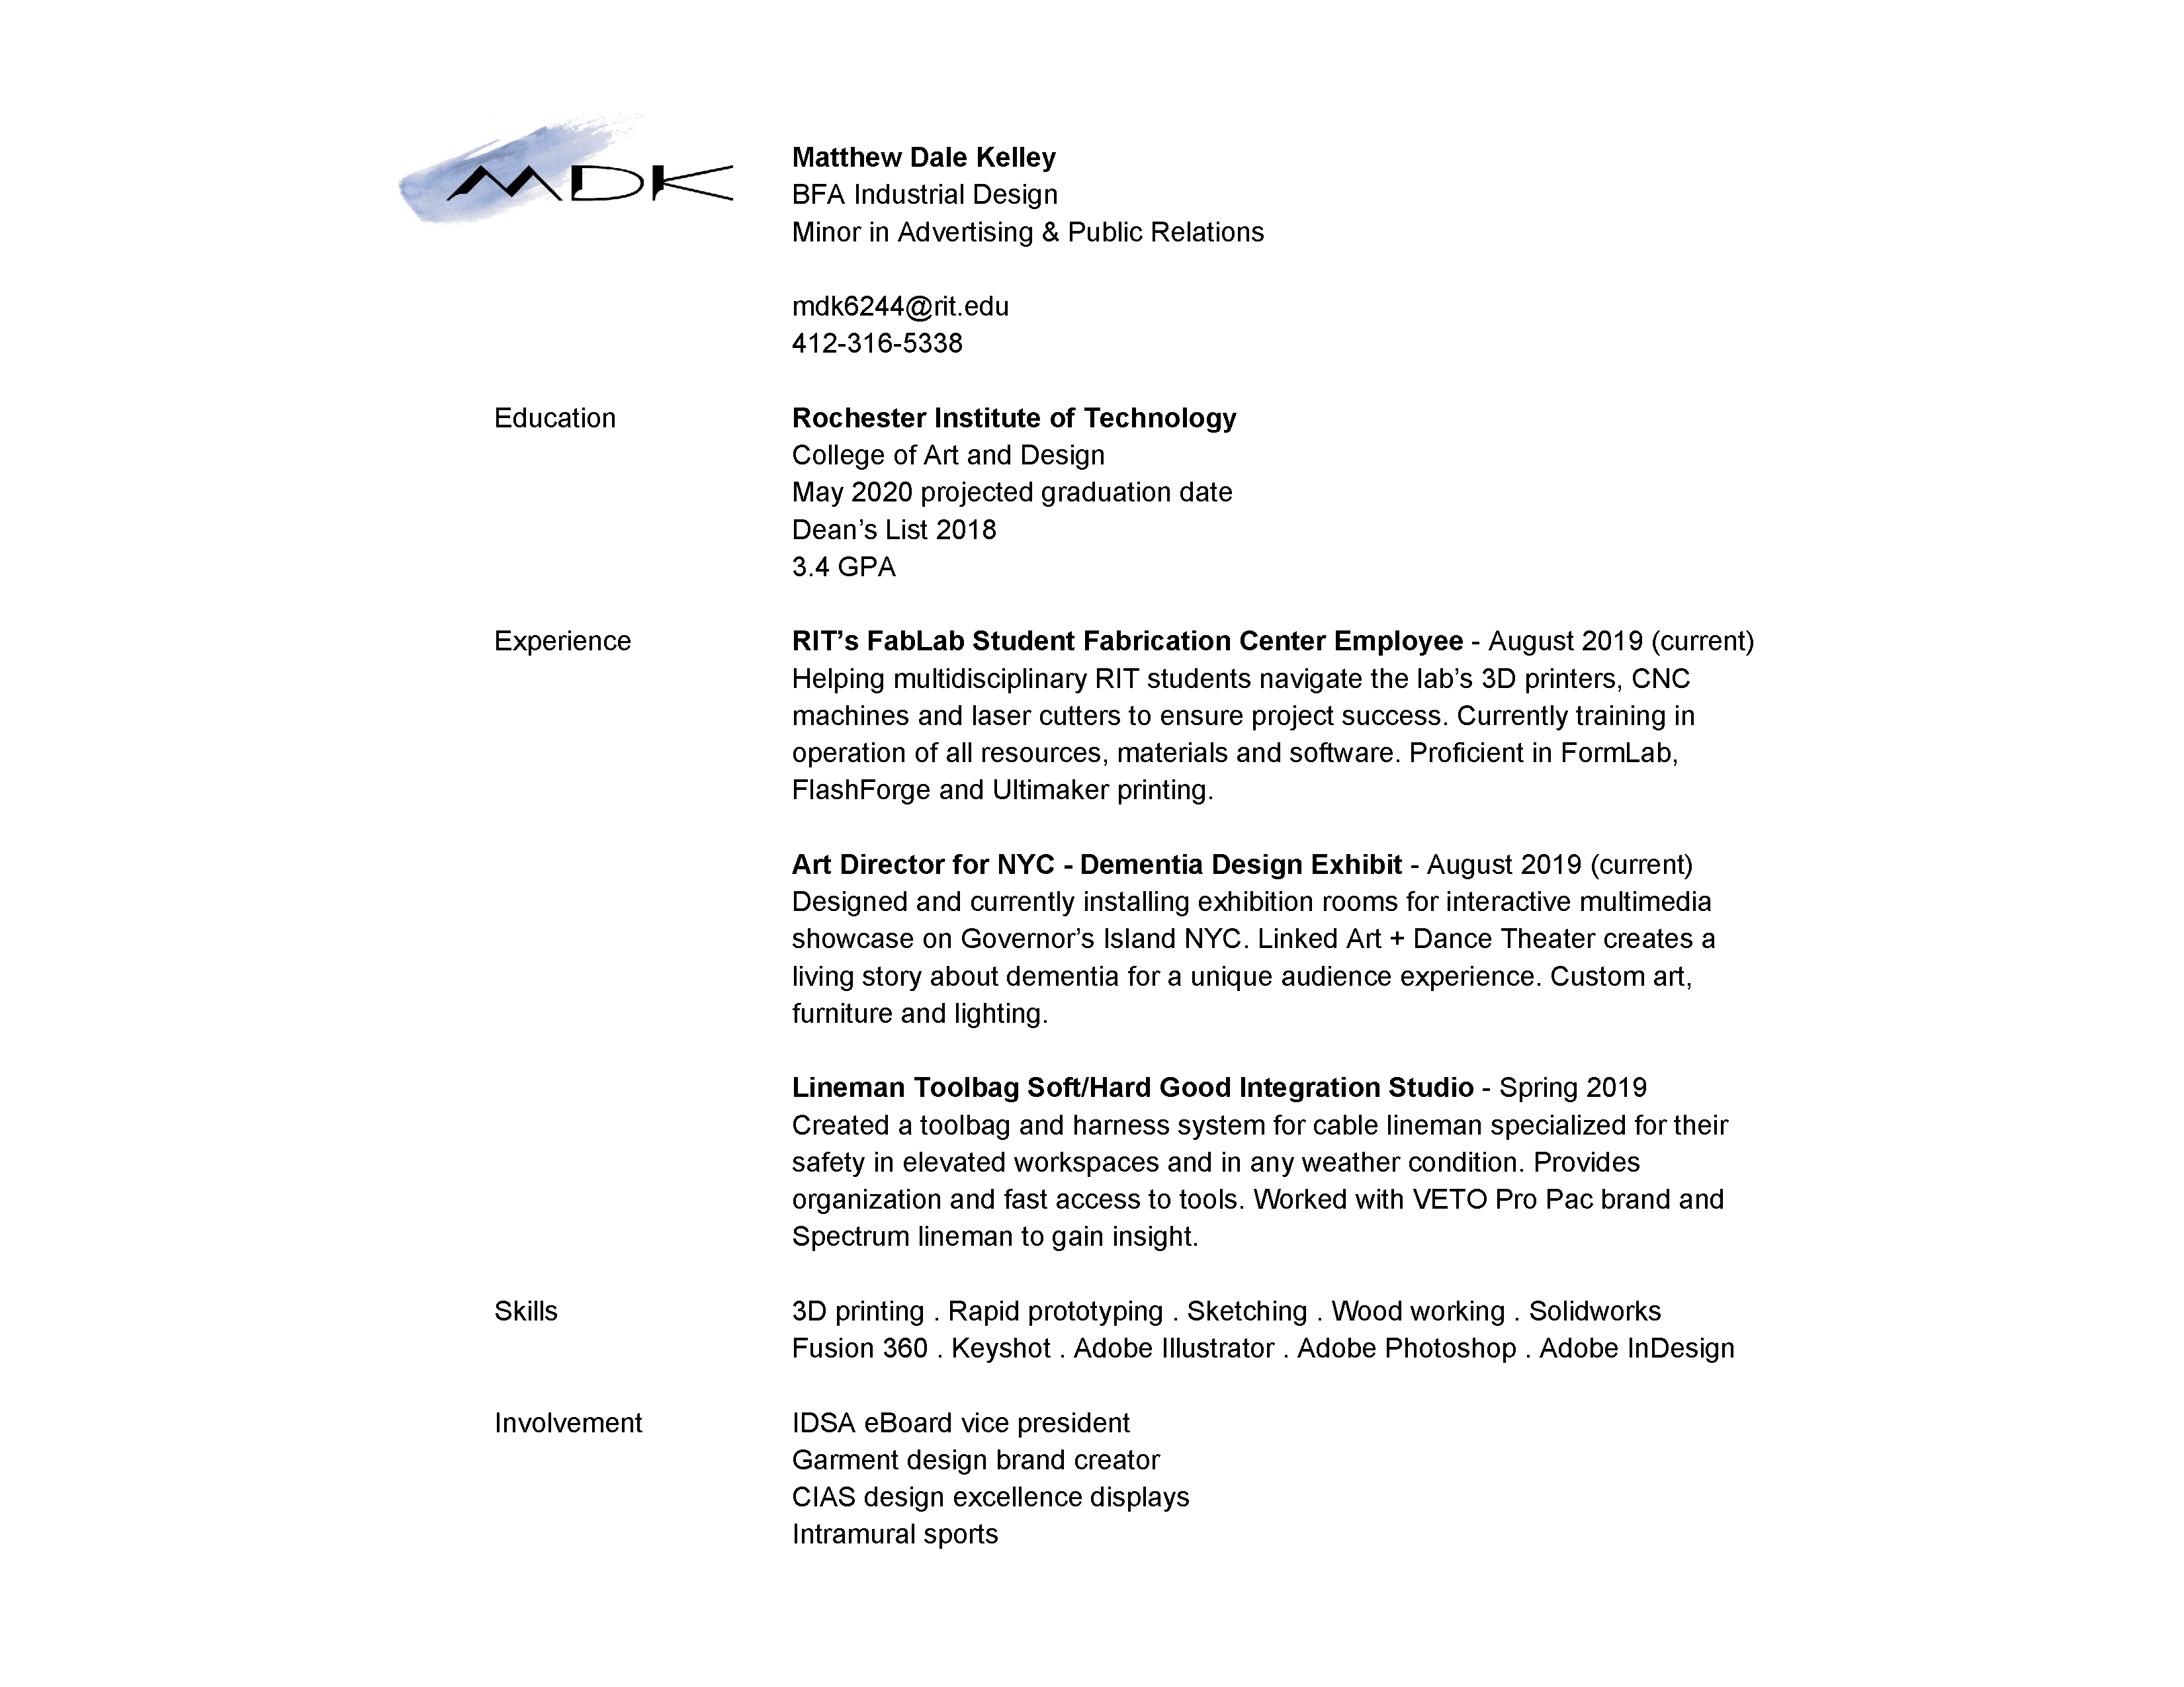 MDK
Matthew Dale Kelley
BFA Industrial Design
Minor in Advertising & Public Relations
mdk6244@rit.edu
412-316-5338
Education
Rochester Institute of Technology
College of Art and Design
May 2020 projected graduation date
Dean’s List 2018
3.4 GPA
Experience
RIT’s FabLab Student Fabrication Center Employee - August 2019 (current)
Helping multidisciplinary RIT students navigate the lab’s 3D printers, CNC
machines and laser cutters to ensure project success. Currently training in
operation of all resources, materials and software. Proficient in FormLab,
FlashForge and Ultimaker printing.
Art Director for NYC - Dementia Design Exhibit - August 2019 (current)
Designed and currently installing exhibition rooms for interactive multimedia
showcase on Governor’s Island NYC. Linked Art + Dance Theater creates a
living story about dementia for a unique audience experience. Custom art,
furniture and lighting.
Lineman Toolbag Soft/Hard Good Integration Studio - Spring 2019
Created a toolbag and harness system for cable lineman specialized for their
safety in elevated workspaces and in any weather condition. Provides
organization and fast access to tools. Worked with VETO Pro Pac brand and
Spectrum lineman to gain insight.
Skills
3D printing . Rapid prototyping . Sketching . Wood working . Solidworks
Fusion 360 . Keyshot . Adobe Illustrator . Adobe Photoshop . Adobe InDesign
Involvement
IDSA eBoard vice president
Garment design brand creator
CIAS design excellence displays
Intramural sports